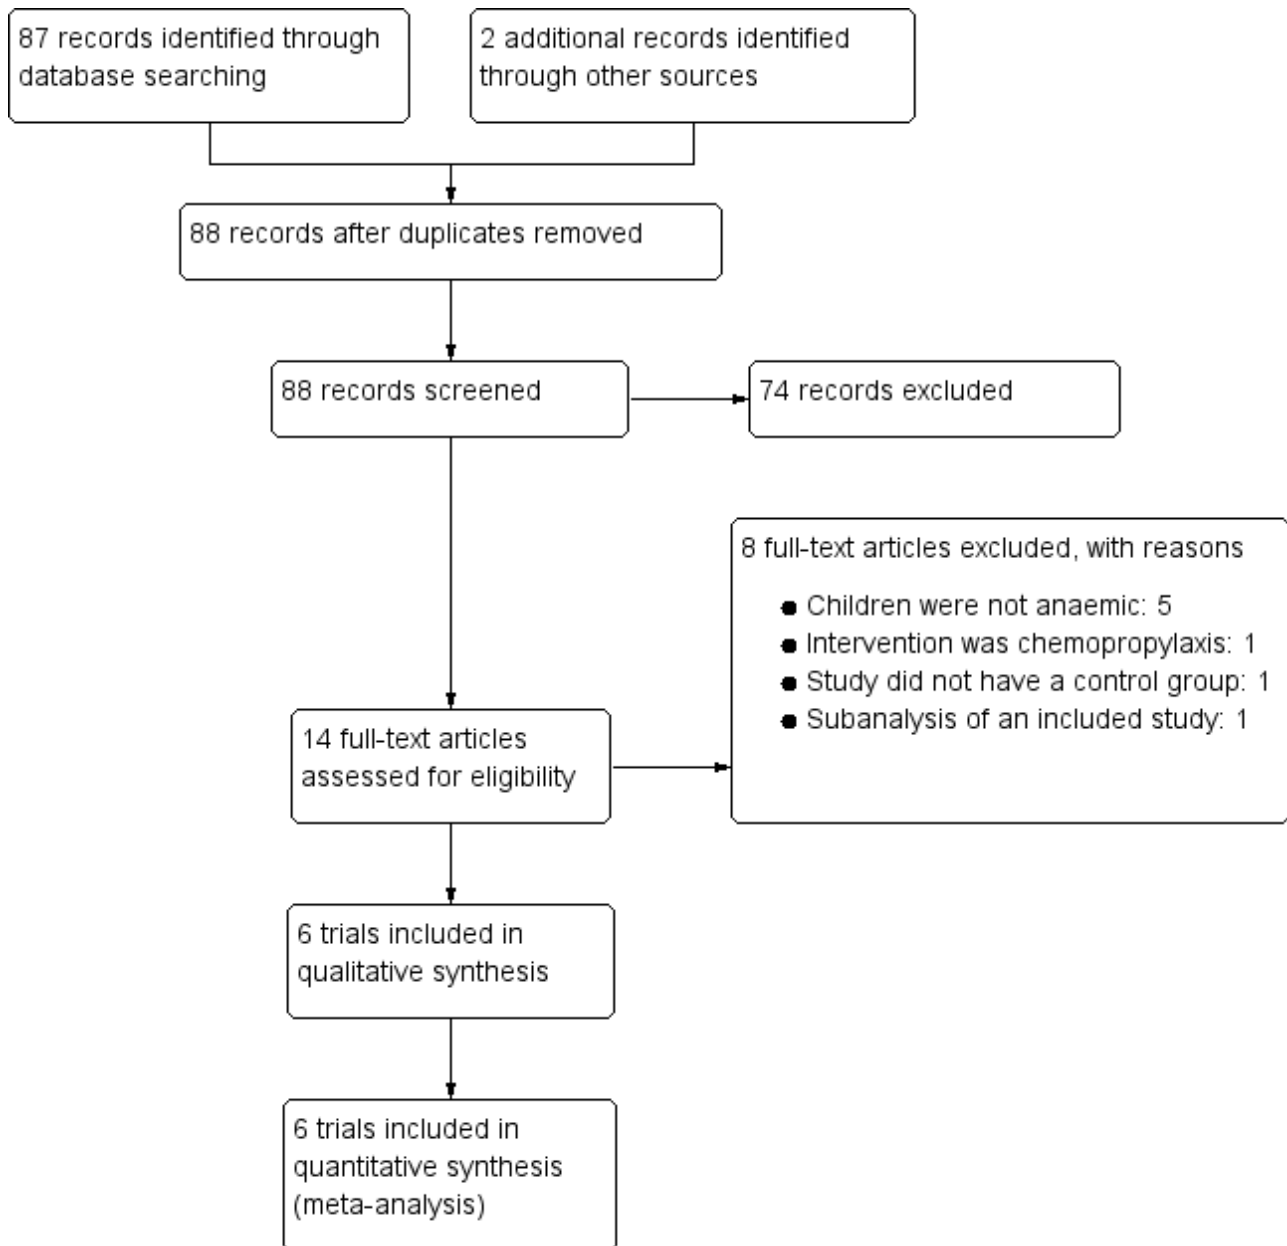 87 records identified through
database searching
2 additional records identified
through other sources
88 records after duplicates removed
88 records screened
74 records excluded
8 full-text articles excluded, with reasons
● Children were not anaemic: 5
● Intervention was chemopropylaxis: 1
● Study did not have a control group: 1
● Subanalysis of an included study: 1
14 full-text articles
assessed for eligibility
6 trials included in
qualitative synthesis
6 trials included in
quantitative synthesis
(meta-analysis)